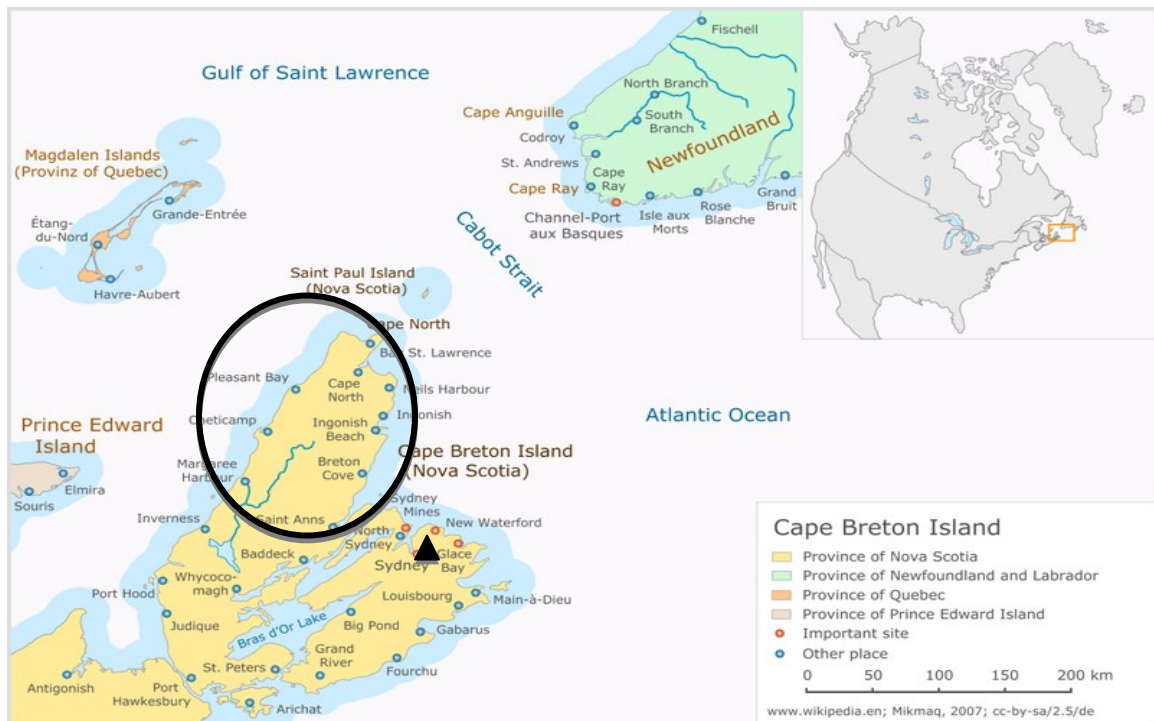 Gulf of Saint Lawrence
Fischell
North Branch
South
Branch
Newfoundland
Cape Anguille
Codroy
St. Andrews
Cape
Ray
Cape Ray
Grand
Bruit
Channel-Port
aux Basques
Isle aux
Morts
Rose
Blanche
Magdalen Islands
(Provinz of Quebec)
Grande-Entrée
Étang-
du-Nord
Havre-Aubert
Cabot Strait
Saint Paul Island
(Nova Scotia)
Cape North
Bay St. Lawrence
Pleasant Bay
Cape
North
Neils Harbour
Cheticamp
Ingonish
Ingonish
Beach
Atlantic Ocean
Prince Edward
Island
Elmira
Souris
Margaree
Harbour
Breton
Cove
Cape Breton Island
(Nova Scotia)
Sydney
Mines
New Waterford
Inverness
Saint Anns
North
Sydney
Baddeck
Sydney
Glace
Bay
Port Hood
Whycoco-
magh
Louisbourg
Main-à-Dieu
Judique
Bras d'Or Lake
Big Pond
Gabarus
Grand
River
Fourchu
St. Peters
Antigonish
Port
Hawkesbury
Arichat
Cape Breton Island
Province of Nova Scotia
Province of Newfoundland and Labrador
Province of Quebec
Province of Prince Edward Island
Important site
Other place
0 50 100 150 200 km
www.wikipedia.en; Mikmaq, 2007; cc-by-sa/2.5/de